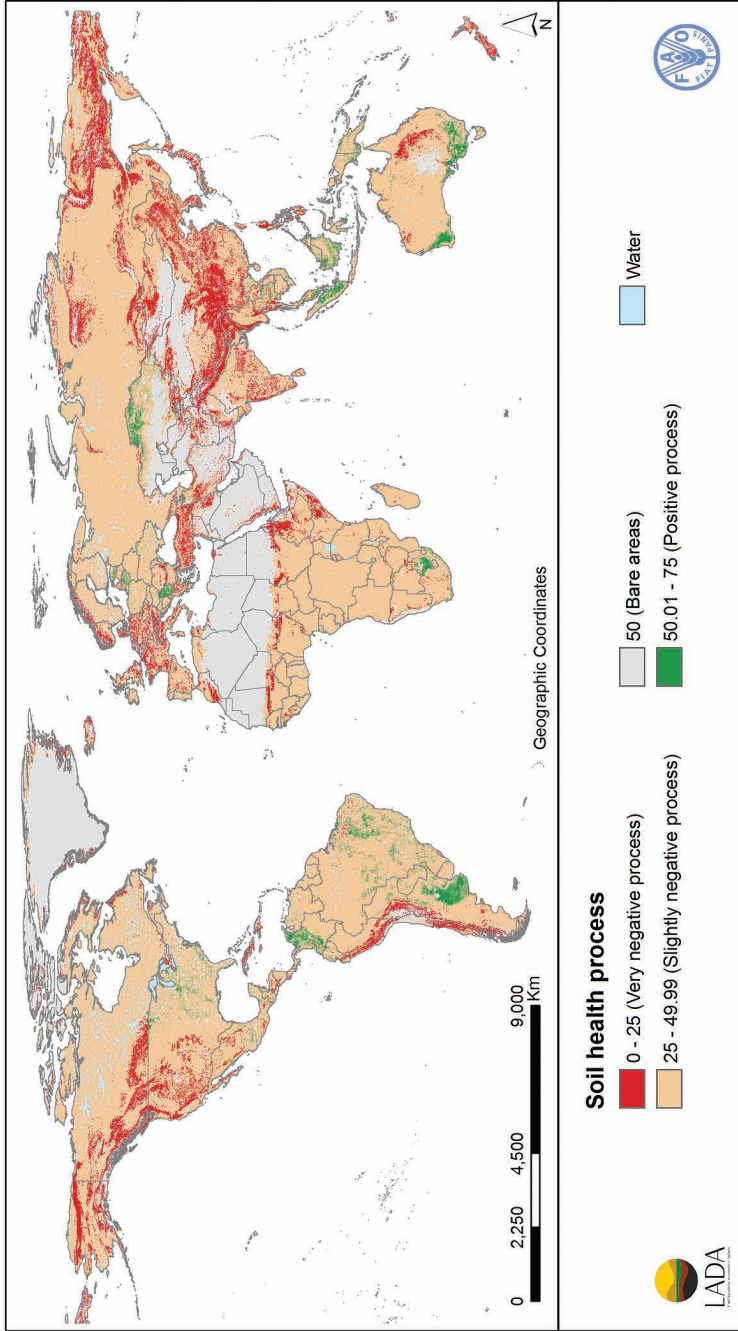 N
Geographic Coordinates
0 2,250 4,500 9,000
Km
Soil health process
0 - 25 (Very negative process)
25 - 49.99 (Slightly negative process)
50 (Bare areas)
50.01 - 75 (Positive process)
Water
LADA
F A O
FIAT PANIS